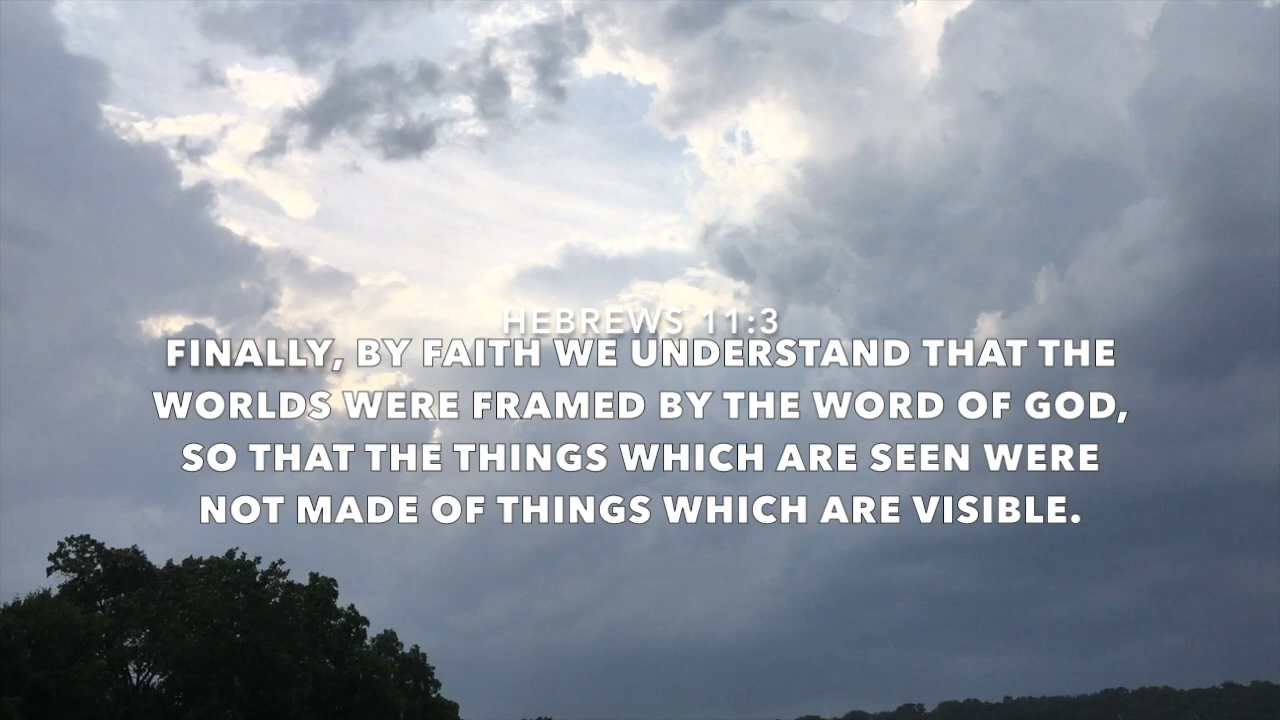 HEBREWS 11:3
FINALLY, BY FAITH WE UNDERSTAND THAT THE
WORLDS WERE FRAMED BY THE WORD OF GOD,
SO THAT THE THINGS WHICH ARE SEEN WERE
NOT MADE OF THINGS WHICH ARE VISIBLE.